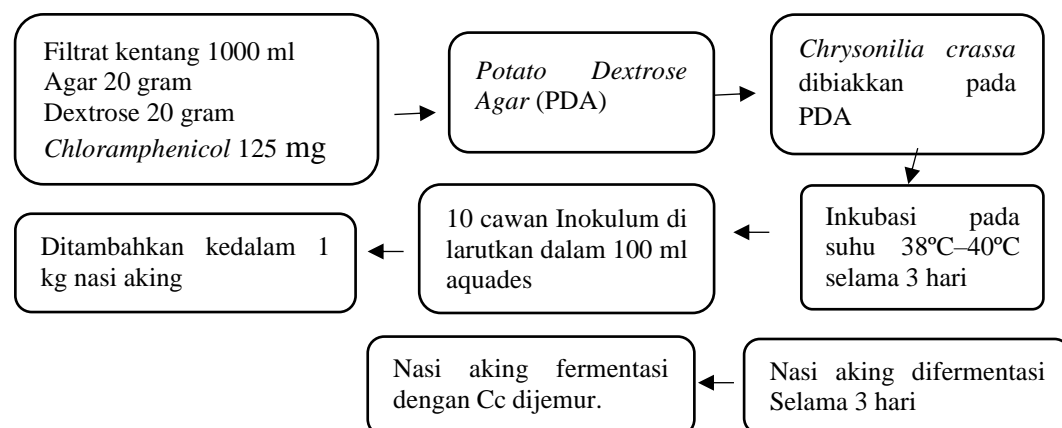 Filtrat kentang 1000 ml
Agar 20 gram
Dextrose 20 gram
Chloramphenicol 125 mg
Potato Dextrose
Agar (PDA)
Chrysonilia crassa
dibiakkan pada
PDA
Inkubasi pada
suhu 38ºC–40ºC
selama 3 hari
10 cawan Inokulum di
larutkan dalam 100 ml
aquades
Ditambahkan kedalam 1
kg nasi aking
Nasi aking difermentasi
Selama 3 hari
Nasi aking fermentasi
dengan Cc dijemur.